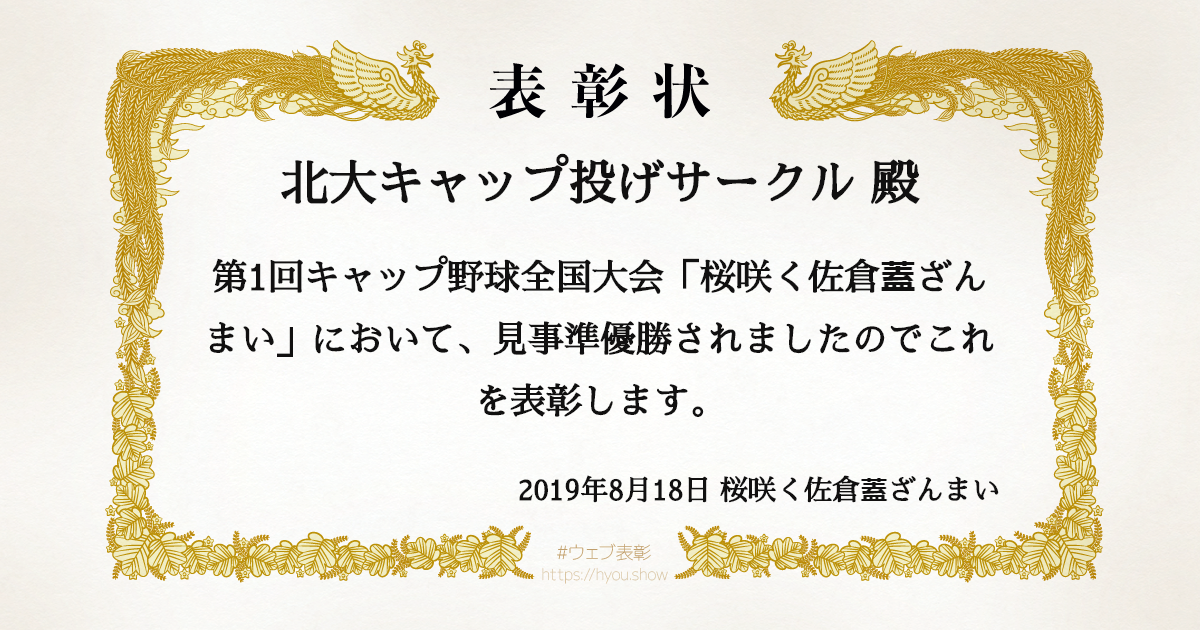 表彰状
北大キャップ投げサークル 殿
第1回キャップ野球全国大会「桜咲く佐倉蓋ざん
まい」において、見事準優勝されましたのでこれ
を表彰します。
2019年8月18日 桜咲く佐倉蓋ざんまい
#ウェブ表彰
https://hyou.show